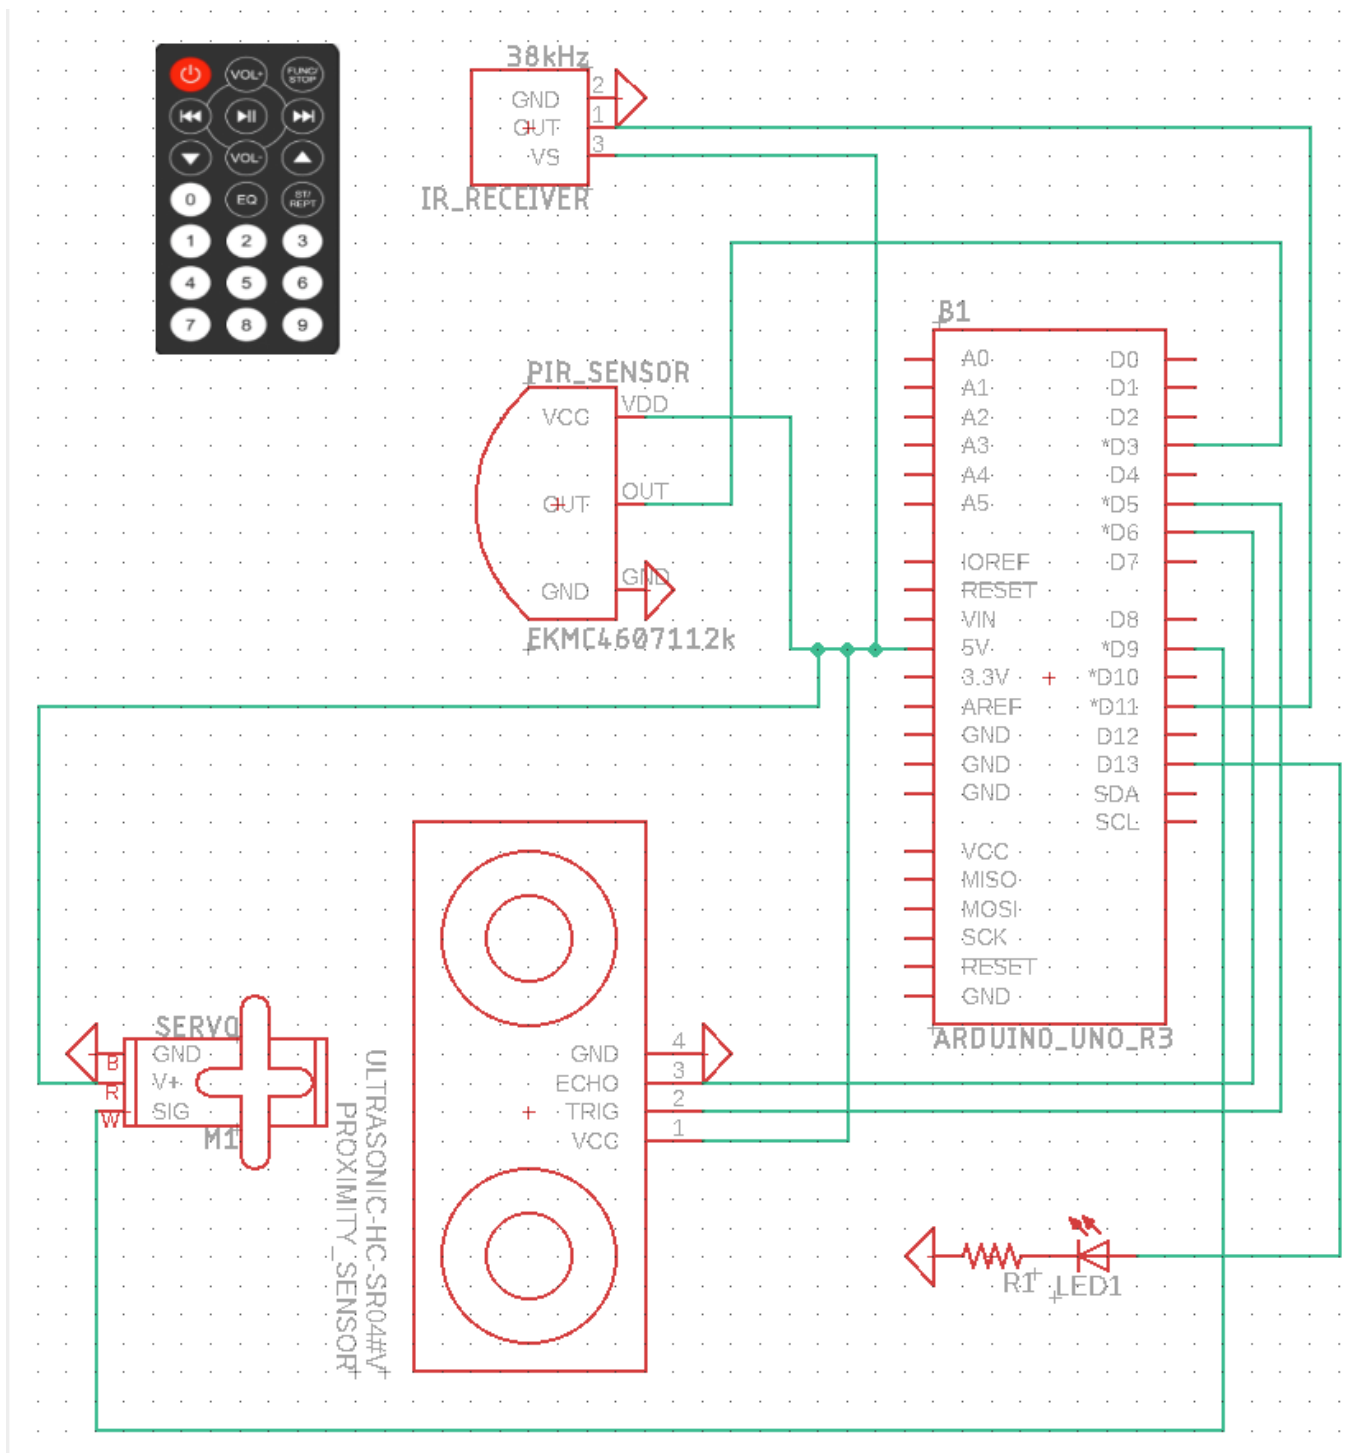 38kHz
GND 2
OUT 1
VS 3
IR_RECEIVER
VOL+ FUNC/STOP
VOL-
0 EQ ST/REPT
1 2 3
4 5 6
7 8 9
PIR_SENSOR
VCC VDD
OUT OUT
GND GND
EKMC4607112k
B1
A0 D0
A1 D1
A2 D2
A3 *D3
A4 D4
A5 *D5
*D6
IOREF D7
RESET
VIN D8
5V *D9
3.3V *D10
AREF *D11
GND D12
GND D13
GND SDA
SCL
VCC
MISO
MOSI
SCK
RESET
GND
ARDUINO_UNO_R3
SERVO
B GND
R V+
W SIG
M1
ULTRASONIC-HC-SR04#V
PROXIMITY_SENSOR
GND 4
ECHO 3
TRIG 2
VCC 1
R1 LED1